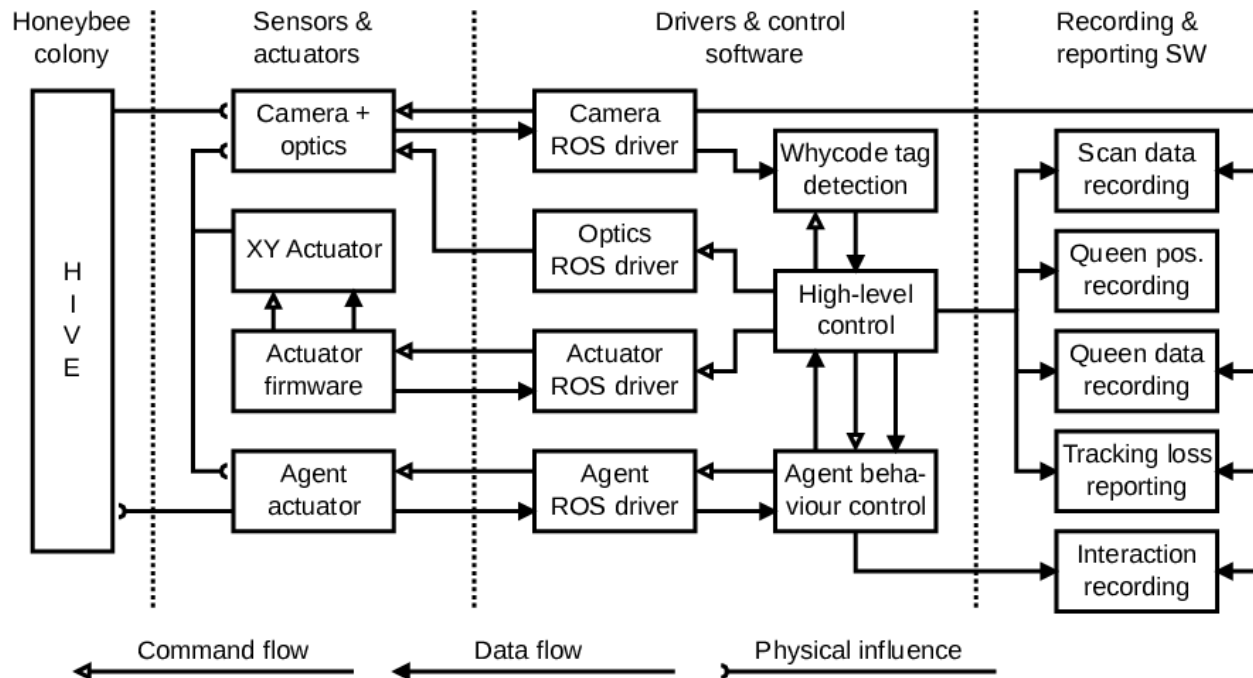 Honeybee
colony
Sensors &
actuators
Drivers & control
software
Recording &
reporting SW
H
I
V
E
Camera +
optics
XY Actuator
Actuator
firmware
Agent
actuator
Camera
ROS driver
Optics
ROS driver
Actuator
ROS driver
Agent
ROS driver
Whycode tag
detection
High-level
control
Agent beha-
viour control
Scan data
recording
Queen pos.
recording
Queen data
recording
Tracking loss
reporting
Interaction
recording
Command flow
Data flow
Physical influence